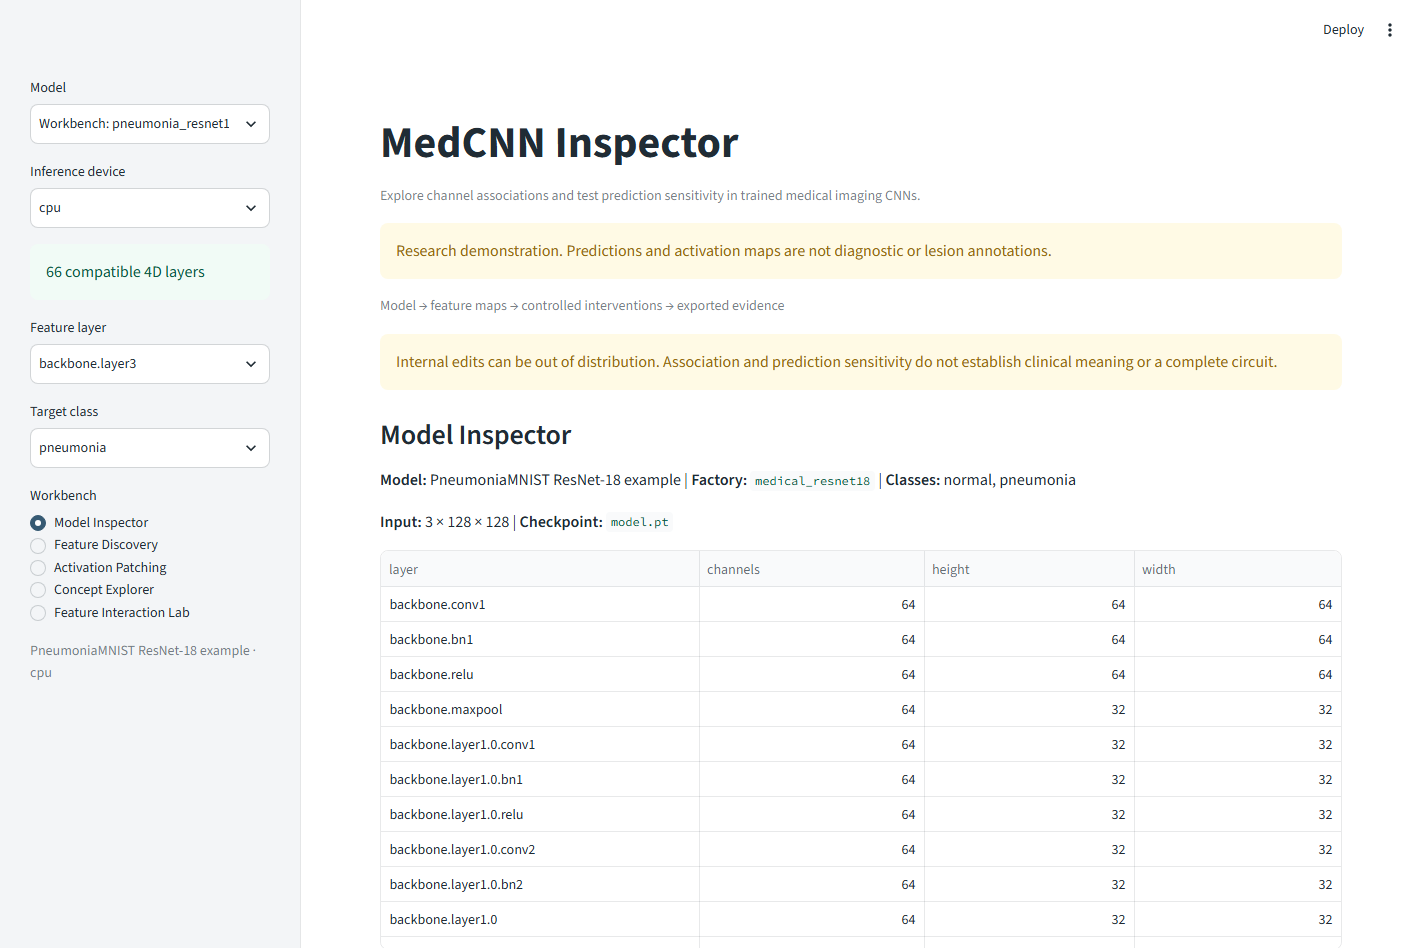 Deploy
Model
Workbench: pneumonia_resnet1
Inference device
cpu
66 compatible 4D layers
Feature layer
backbone.layer3
Target class
pneumonia
Workbench
Model Inspector
Feature Discovery
Activation Patching
Concept Explorer
Feature Interaction Lab
PneumoniaMNIST ResNet-18 example ·
cpu
MedCNN Inspector
Explore channel associations and test prediction sensitivity in trained medical imaging CNNs.
Research demonstration. Predictions and activation maps are not diagnostic or lesion annotations.
Model → feature maps → controlled interventions → exported evidence
Internal edits can be out of distribution. Association and prediction sensitivity do not establish clinical meaning or a complete circuit.
Model Inspector
Model: PneumoniaMNIST ResNet-18 example | Factory: medical_resnet18 | Classes: normal, pneumonia
Input: 3 × 128 × 128 | Checkpoint: model.pt
layer channels height width
backbone.conv1 64 64 64
backbone.bn1 64 64 64
backbone.relu 64 64 64
backbone.maxpool 64 32 32
backbone.layer1.0.conv1 64 32 32
backbone.layer1.0.bn1 64 32 32
backbone.layer1.0.relu 64 32 32
backbone.layer1.0.conv2 64 32 32
backbone.layer1.0.bn2 64 32 32
backbone.layer1.0 64 32 32